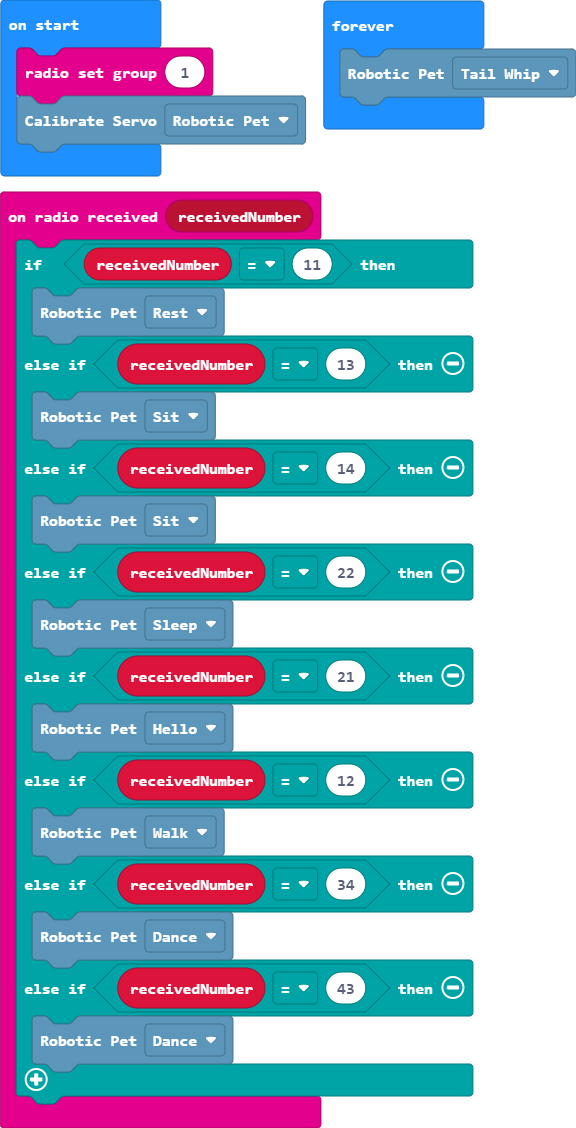 on start
radio set group 1
Calibrate Servo Robotic Pet
forever
Robotic Pet Tail Whip
on radio received receivedNumber
if receivedNumber = 11 then
Robotic Pet Rest
else if receivedNumber = 13 then
Robotic Pet Sit
else if receivedNumber = 14 then
Robotic Pet Sit
else if receivedNumber = 22 then
Robotic Pet Sleep
else if receivedNumber = 21 then
Robotic Pet Hello
else if receivedNumber = 12 then
Robotic Pet Walk
else if receivedNumber = 34 then
Robotic Pet Dance
else if receivedNumber = 43 then
Robotic Pet Dance